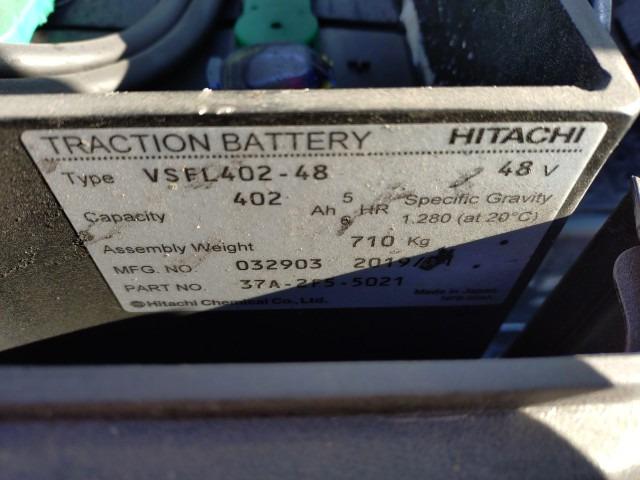 TRACTION BATTERY HITACHI
Type VSFL402-48 48 V
Capacity 402 Ah 5 HR Specific Gravity
1.280 (at 20°C)
Assembly Weight 710 Kg
MFG. NO. 032903 2019/
PART NO. 37A-2F5-5021
Hitachi Chemical Co., Ltd. Made in Japan